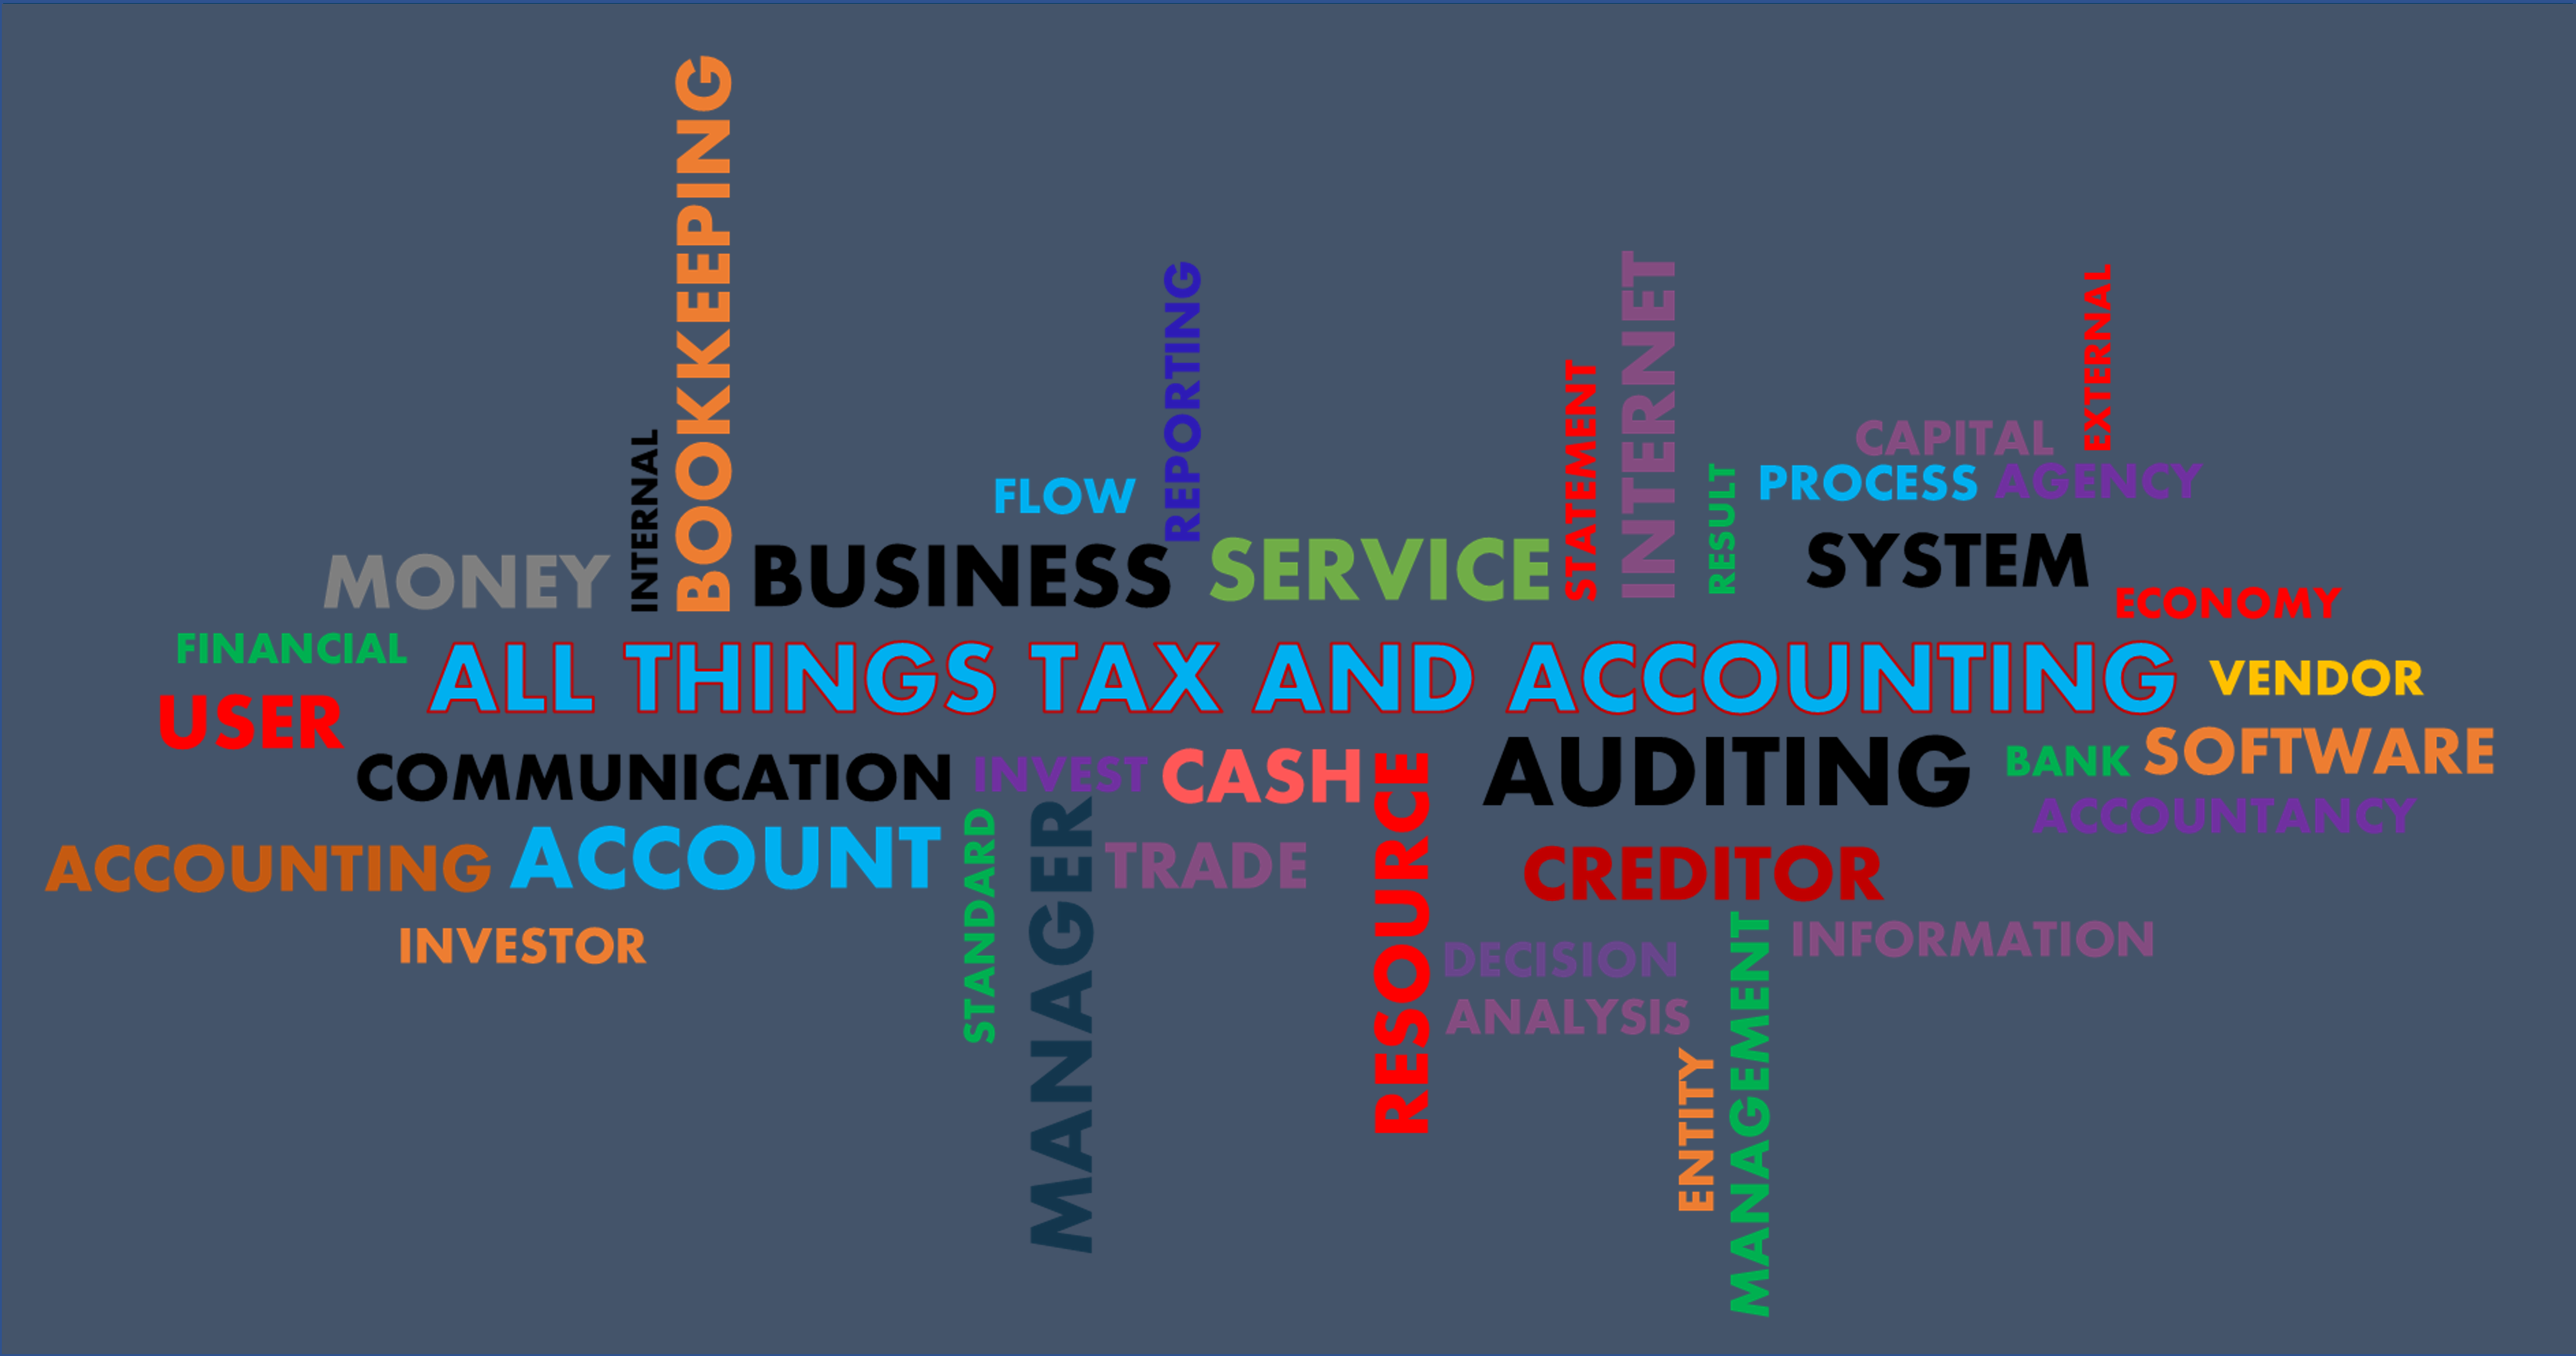 BOOKKEEPING
REPORTING
INTERNET
EXTERNAL
STATEMENT
CAPITAL
INTERNAL
FLOW
RESULT
PROCESS
AGENCY
MONEY
BUSINESS
SERVICE
SYSTEM
ECONOMY
FINANCIAL
ALL THINGS TAX AND ACCOUNTING
VENDOR
USER
COMMUNICATION
INVEST
CASH
RESOURCE
AUDITING
BANK
SOFTWARE
ACCOUNTANCY
ACCOUNTING
ACCOUNT
STANDARD
MANAGER
TRADE
CREDITOR
INVESTOR
DECISION
INFORMATION
ANALYSIS
ENTITY
MANAGEMENT